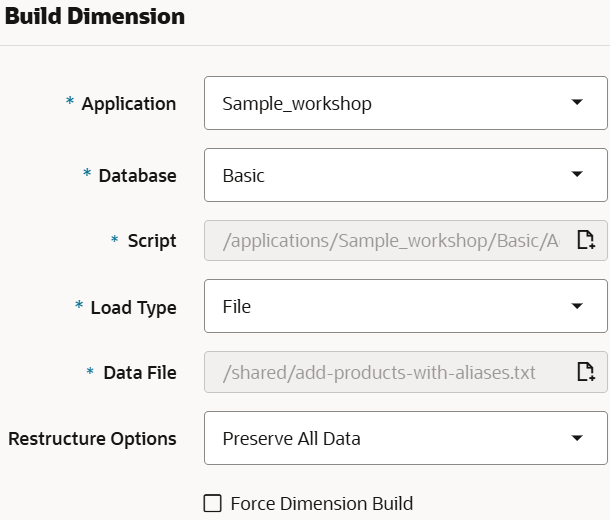 Build Dimension
* Application Sample_workshop
* Database Basic
* Script /applications/Sample_workshop/Basic/A
* Load Type File
* Data File /shared/add-products-with-aliases.txt
Restructure Options Preserve All Data
Force Dimension Build